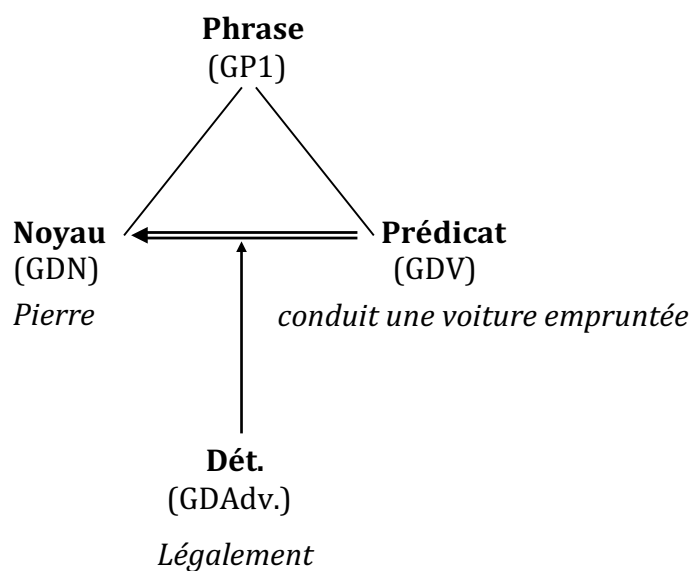 Phrase
(GP1)
Noyau
(GDN)
Pierre
Prédicat
(GDV)
conduit une voiture empruntée
Dét.
(GDAdv.)
Légalement